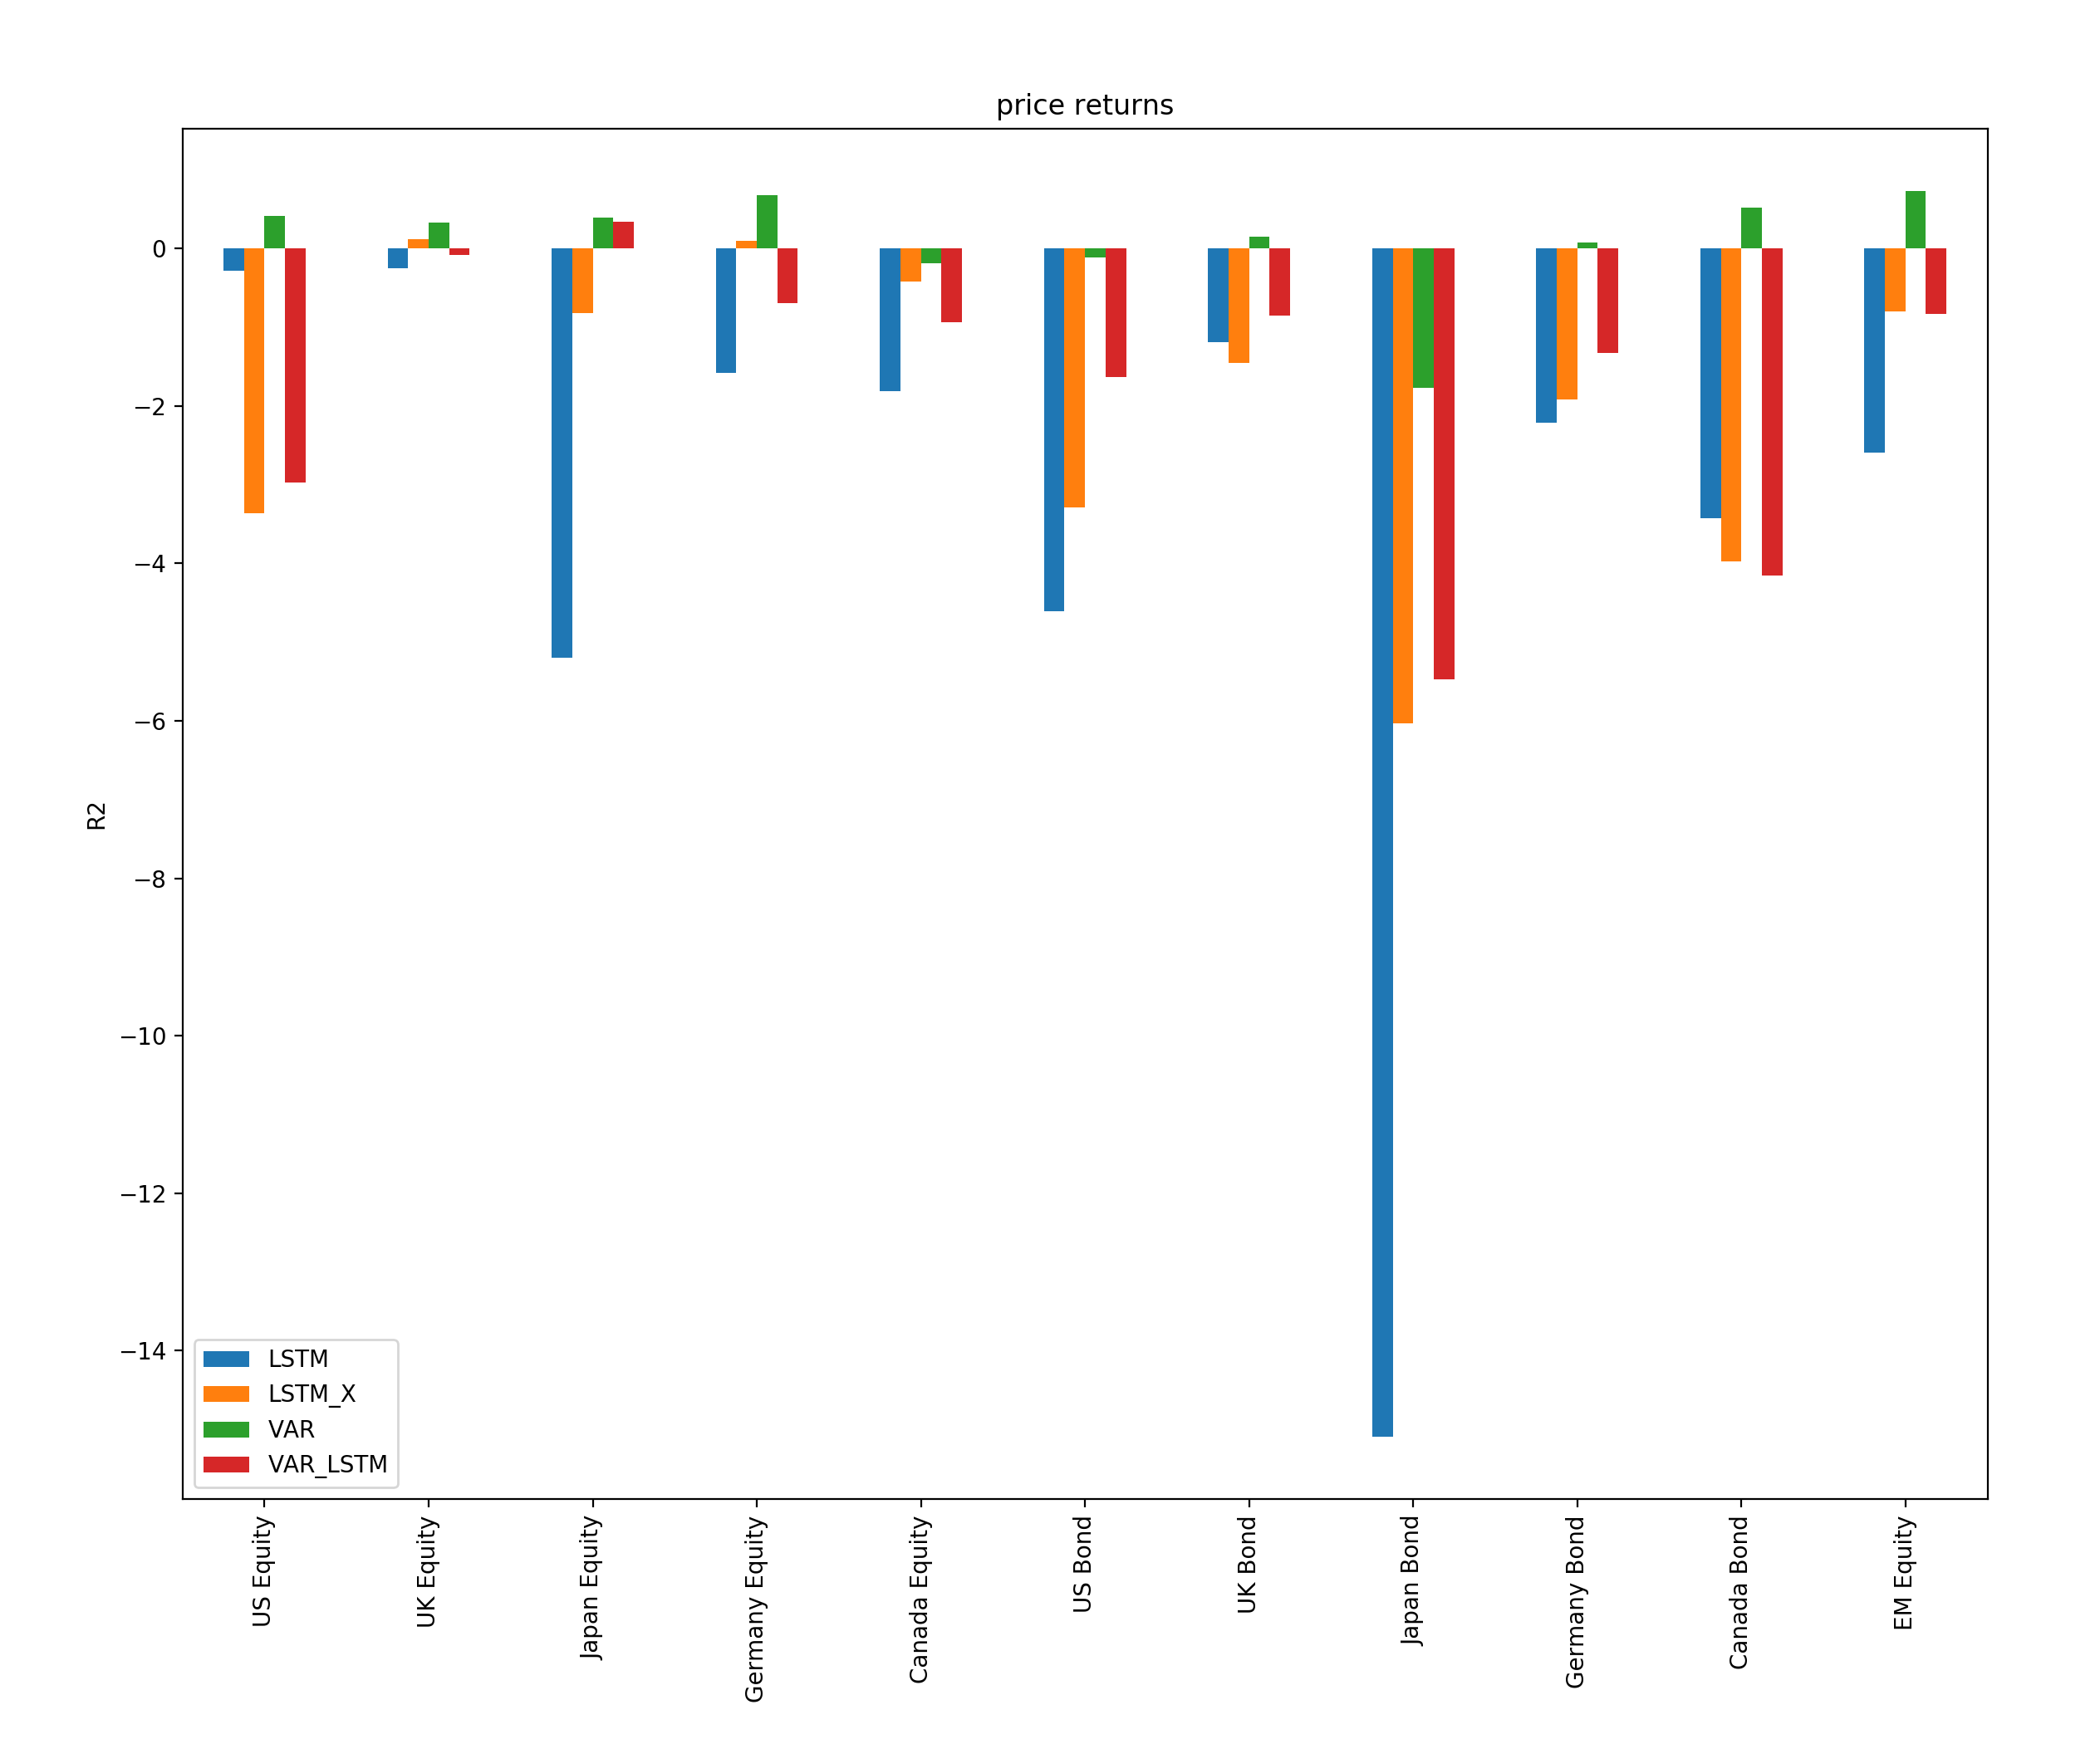 price returns
R2
0
−2
−4
−6
−8
−10
−12
−14
LSTM
LSTM_X
VAR
VAR_LSTM
US Equity
UK Equity
Japan Equity
Germany Equity
Canada Equity
US Bond
UK Bond
Japan Bond
Germany Bond
Canada Bond
EM Equity